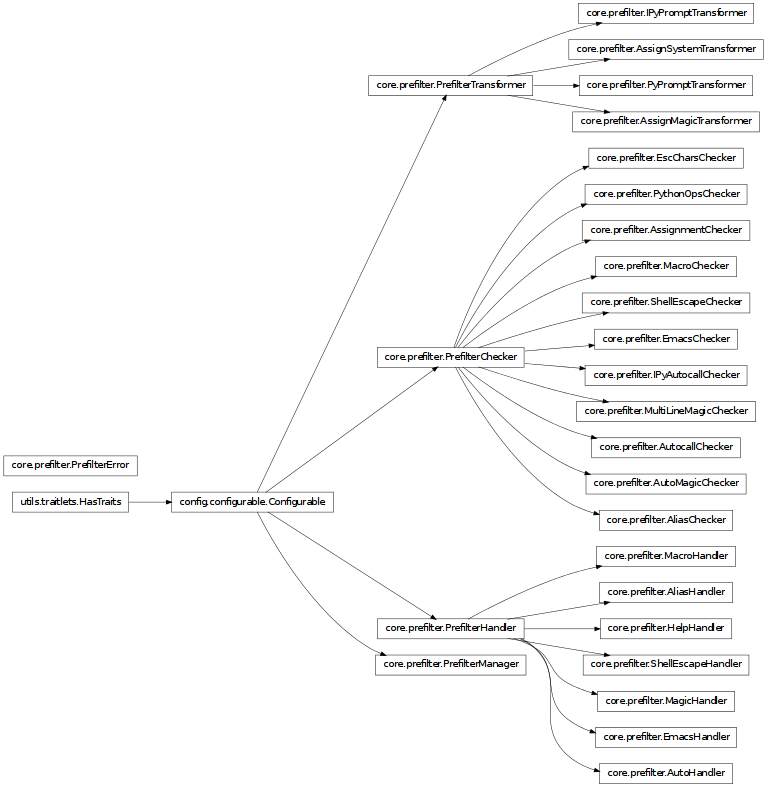 core.prefilter.IPyPromptTransformer
core.prefilter.AssignSystemTransformer
core.prefilter.PrefilterTransformer
core.prefilter.PyPromptTransformer
core.prefilter.AssignMagicTransformer
core.prefilter.EscCharsChecker
core.prefilter.PythonOpsChecker
core.prefilter.AssignmentChecker
core.prefilter.MacroChecker
core.prefilter.ShellEscapeChecker
core.prefilter.EmacsChecker
core.prefilter.PrefilterChecker
core.prefilter.IPyAutocallChecker
core.prefilter.MultiLineMagicChecker
core.prefilter.AutocallChecker
core.prefilter.PrefilterError
core.prefilter.AutoMagicChecker
utils.traitlets.HasTraits
config.configurable.Configurable
core.prefilter.AliasChecker
core.prefilter.MacroHandler
core.prefilter.AliasHandler
core.prefilter.PrefilterHandler
core.prefilter.HelpHandler
core.prefilter.PrefilterManager
core.prefilter.ShellEscapeHandler
core.prefilter.MagicHandler
core.prefilter.EmacsHandler
core.prefilter.AutoHandler